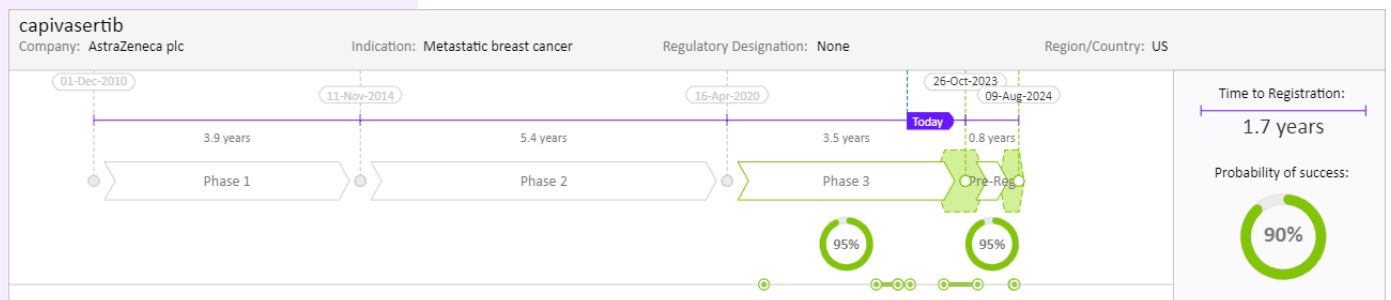 capivasertib
Company: AstraZeneca plc Indication: Metastatic breast cancer Regulatory Designation: None Region/Country: US
01-Dec-2010
11-Nov-2014
16-Apr-2020
26-Oct-2023
09-Aug-2024
Today
3.9 years 5.4 years 3.5 years 0.8 years
Phase 1 Phase 2 Phase 3 Pre-Reg
95% 95%
Time to Registration:
1.7 years
Probability of success:
90%